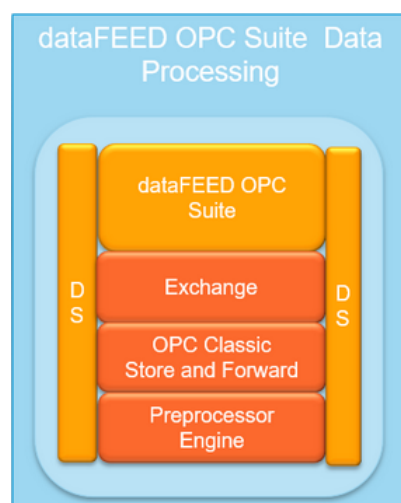 dataFEED OPC Suite Data
Processing
dataFEED OPC
Suite
D
S
Exchange
D
S
OPC Classic
Store and Forward
Preprocessor
Engine